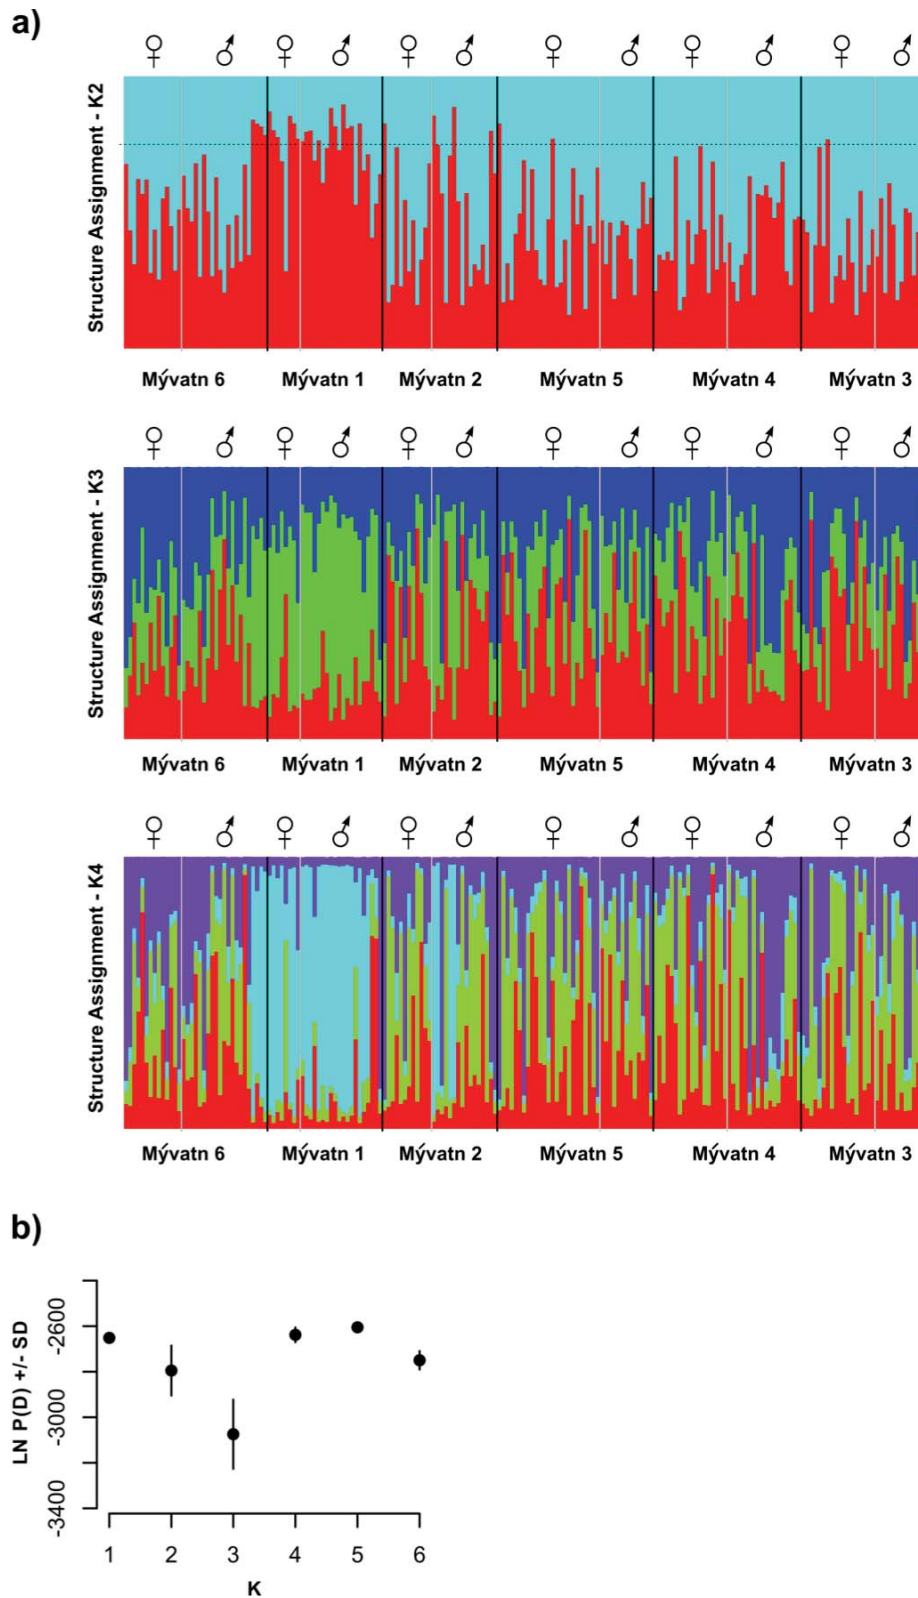 a)
♀ ♂ ♀ ♂ ♀ ♂ ♀ ♂ ♀ ♂ ♀ ♂
Structure Assignment - K2
Mývatn 6 Mývatn 1 Mývatn 2 Mývatn 5 Mývatn 4 Mývatn 3
♀ ♂ ♀ ♂ ♀ ♂ ♀ ♂ ♀ ♂ ♀ ♂
Structure Assignment - K3
Mývatn 6 Mývatn 1 Mývatn 2 Mývatn 5 Mývatn 4 Mývatn 3
♀ ♂ ♀ ♂ ♀ ♂ ♀ ♂ ♀ ♂ ♀ ♂
Structure Assignment - K4
Mývatn 6 Mývatn 1 Mývatn 2 Mývatn 5 Mývatn 4 Mývatn 3
b)
LN P(D) +/- SD
-2600
-3000
-3400
1 2 3 4 5 6
K